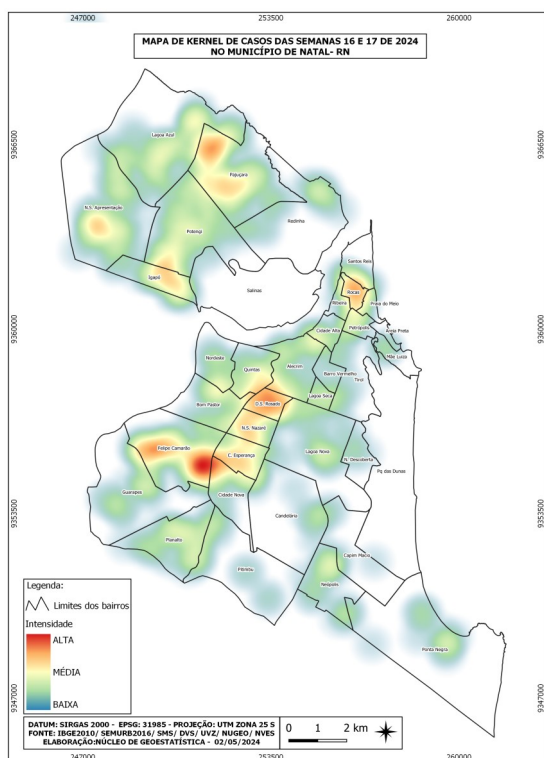 247000 253500 260000
MAPA DE KERNEL DE CASOS DAS SEMANAS 16 E 17 DE 2024
NO MUNICÍPIO DE NATAL- RN
9366500 9366500
Lagoa Azul
Pajuçara
N.S. Apresentação
Redinha
Potengi
Igapó
Salinas
Santos Reis
Rocas
Ribeira Praia do Meio
9360000 9360000
Cidade Alta Petrópolis Areia Preta
Mãe Luiza
Nordeste
Quintas Alecrim
Barro Vermelho
Tirol
Bom Pastor D.S. Rosado Lagoa Seca
N.S. Nazaré
Felipe Camarão C. Esperança Lagoa Nova
N. Descoberta
Pq das Dunas
Guarapes Cidade Nova
9353500 9353500
Candelária
Planalto
Capim Macio
Pitimbu
Neópolis
Ponta Negra
Legenda:
Limites dos bairros
Intensidade
ALTA
MÉDIA
BAIXA
9347000 9347000
DATUM: SIRGAS 2000 - EPSG: 31985 - PROJEÇÃO: UTM ZONA 25 S
FONTE: IBGE2010/ SEMURB2016/ SMS/ DVS/ UVZ/ NUGEO/ NVES
ELABORAÇÃO:NÚCLEO DE GEOESTATÍSTICA - 02/05/2024
0 1 2 km
247000 253500 260000